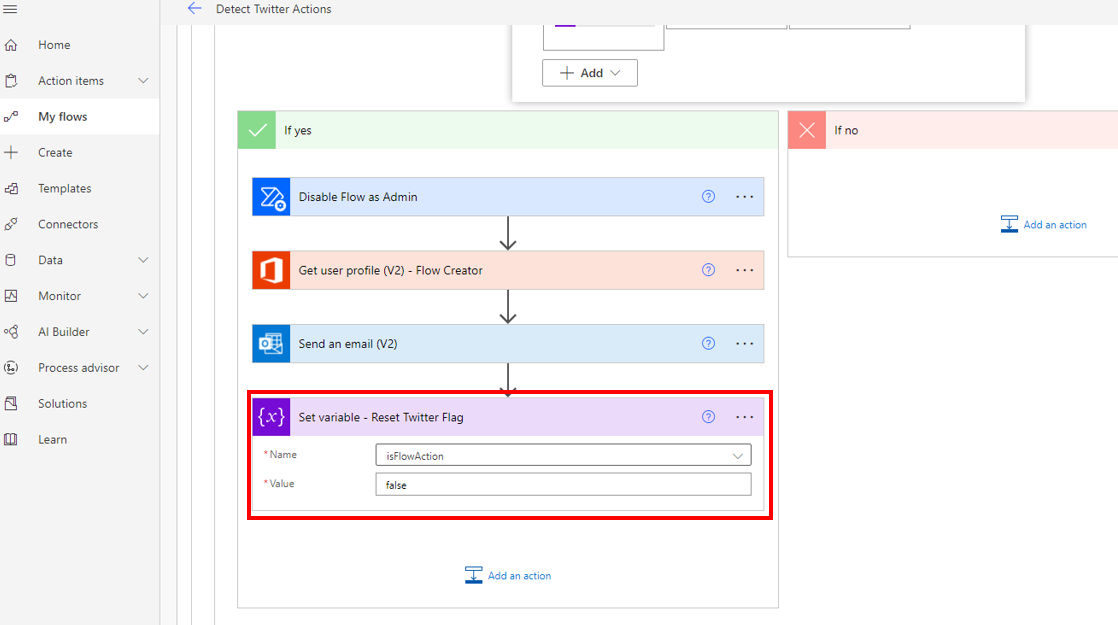 Detect Twitter Actions
Home
Action items
My flows
Create
Templates
Connectors
Data
Monitor
AI Builder
Process advisor
Solutions
Learn
Add
If yes
If no
Disable Flow as Admin
Add an action
Get user profile (V2) - Flow Creator
Send an email (V2)
{x} Set variable - Reset Twitter Flag
*Name isFlowAction
*Value false
Add an action